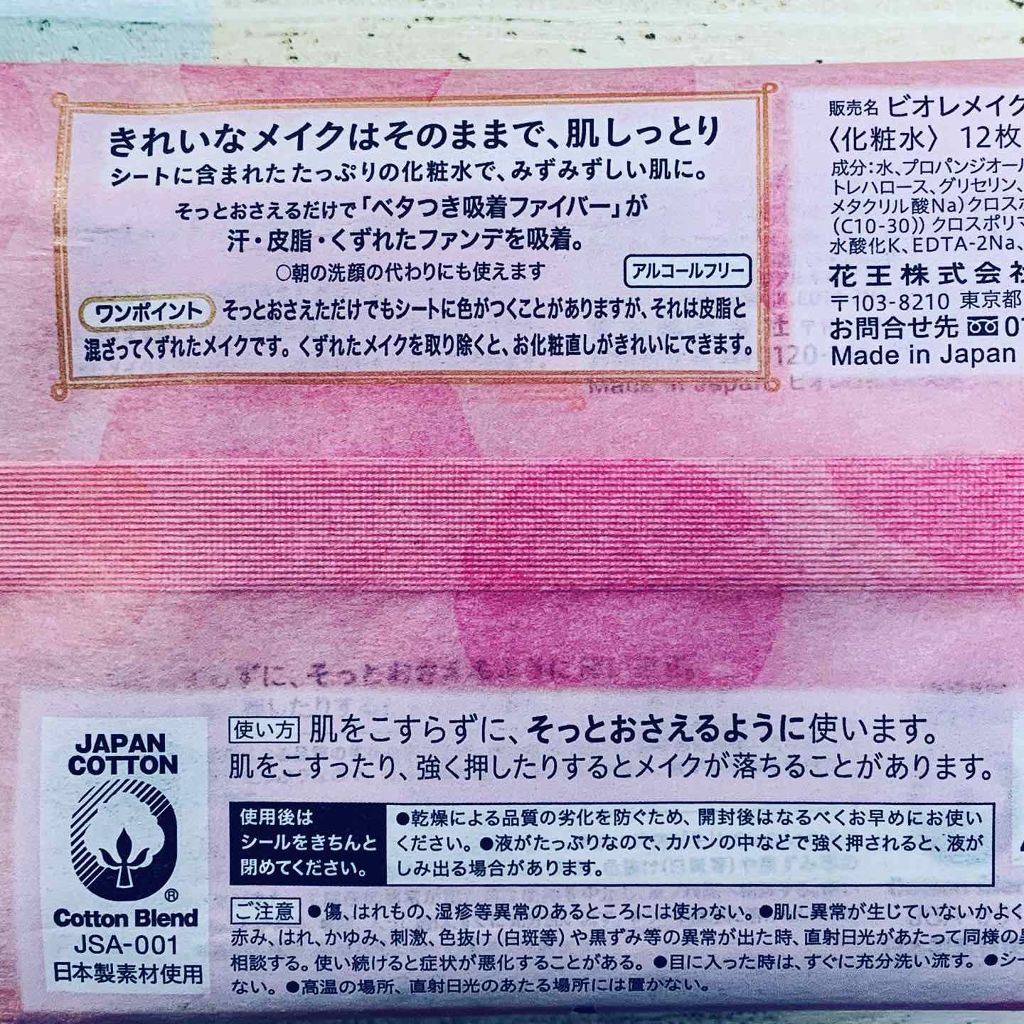 きれいなメイクはそのままで、肌しっとり
シートに含まれた たっぷりの化粧水で、みずみずしい肌に。
そっとおさえるだけで「ベタつき吸着ファイバー」が
汗・皮脂・くずれたファンデを吸着。
○朝の洗顔の代わりにも使えます
アルコールフリー
ワンポイント そっとおさえただけでもシートに色がつくことがありますが、それは皮脂と
混ざってくずれたメイクです。くずれたメイクを取り除くと、お化粧直しがきれいにできます。
販売名 ビオレメイク
〈化粧水〉 12枚
成分:水、プロパンジオール
トレハロース、グリセリン、
メタクリル酸Na)クロスポ
(C10-30)) クロスポリマ
水酸化K、EDTA-2Na、
花王株式会社
〒103-8210 東京都
お問合せ先 01
Made in Japan
JAPAN
COTTON
®
Cotton Blend
JSA-001
日本製素材使用
使い方 肌をこすらずに、そっとおさえるように使います。
肌をこすったり、強く押したりするとメイクが落ちることがあります。
使用後は
シールをきちんと
閉めてください。
●乾燥による品質の劣化を防ぐため、開封後はなるべくお早めにお使い
ください。●液がたっぷりなので、カバンの中などで強く押されると、液が
しみ出る場合があります。
ご注意 ●傷、はれもの、湿疹等異常のあるところには使わない。●肌に異常が生じていないかよく
赤み、はれ、かゆみ、刺激、色抜け(白斑等)や黒ずみ等の異常が出た時、直射日光があたって同様の異
相談する。使い続けると症状が悪化することがある。●目に入った時は、すぐに充分洗い流す。●シー
ない。●高温の場所、直射日光のあたる場所には置かない。